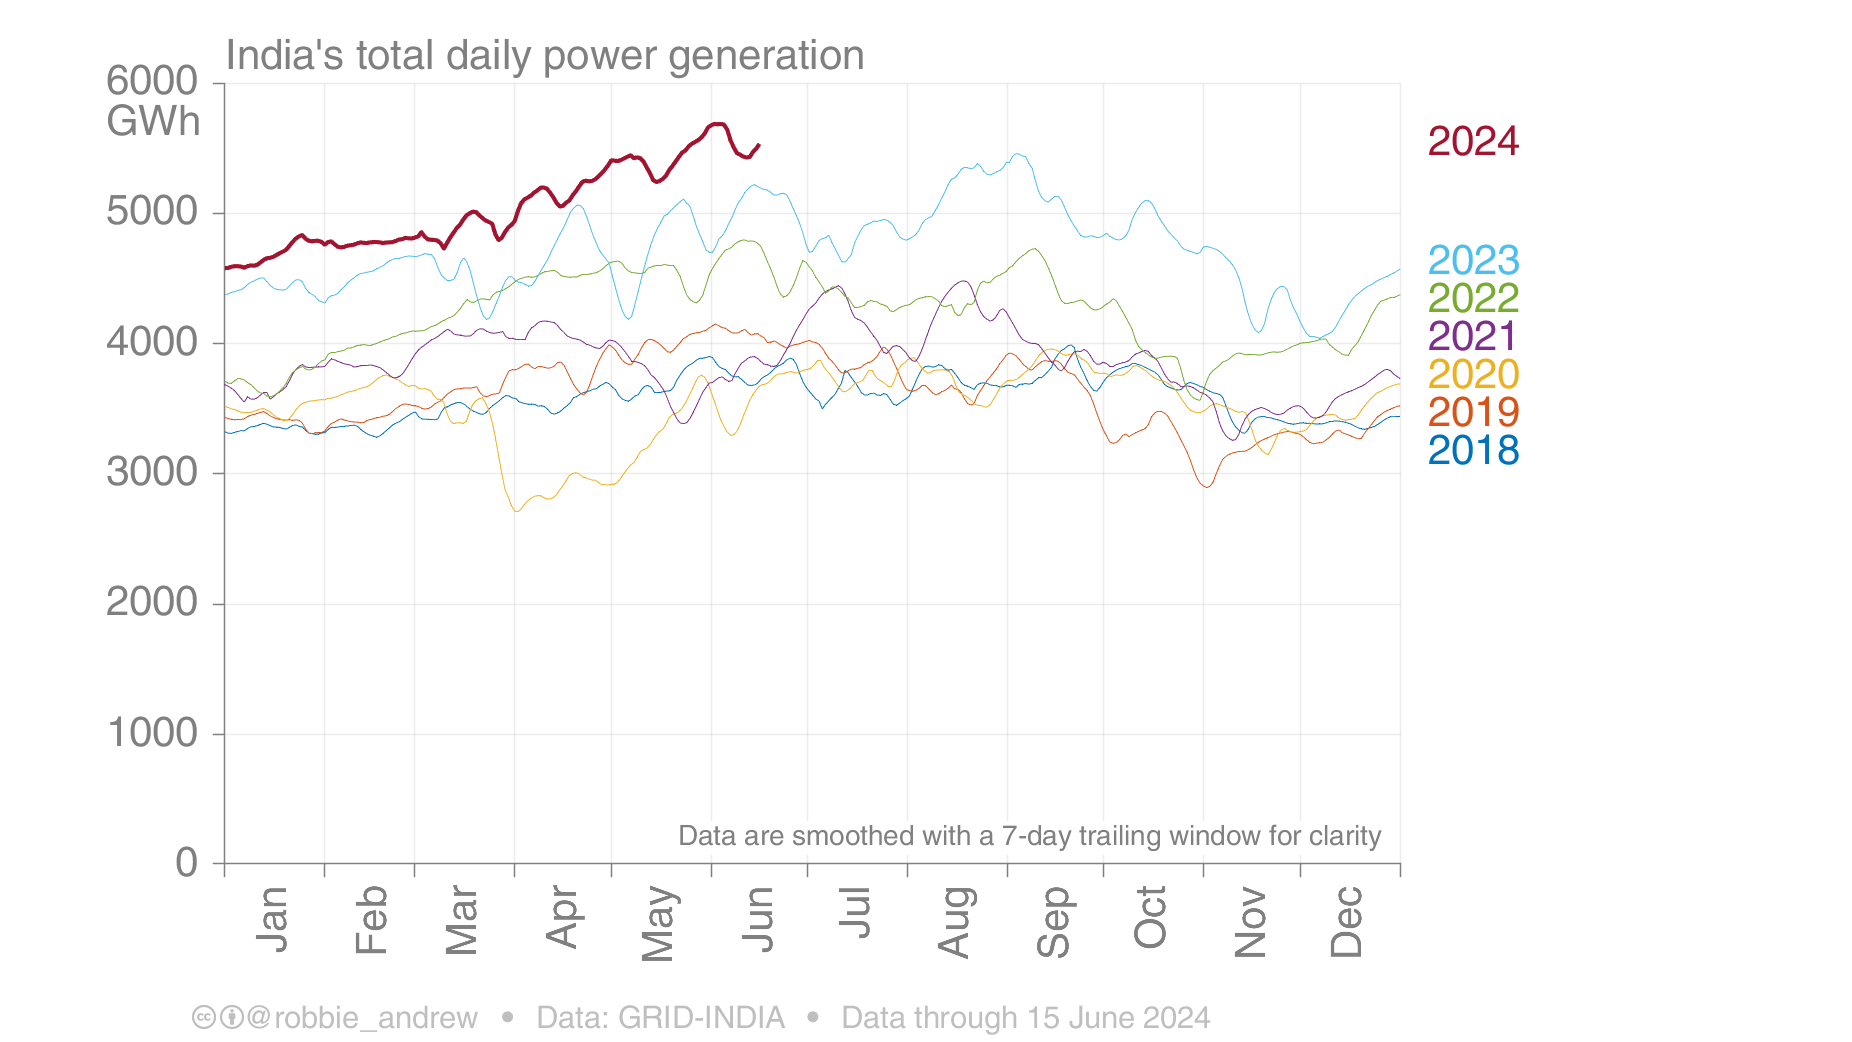 India's total daily power generation
6000
GWh
5000
4000
3000
2000
1000
0
2024
2023
2022
2021
2020
2019
2018
Data are smoothed with a 7-day trailing window for clarity
Jan Feb Mar Apr May Jun Jul Aug Sep Oct Nov Dec
cc @robbie_andrew • Data: GRID-INDIA • Data through 15 June 2024